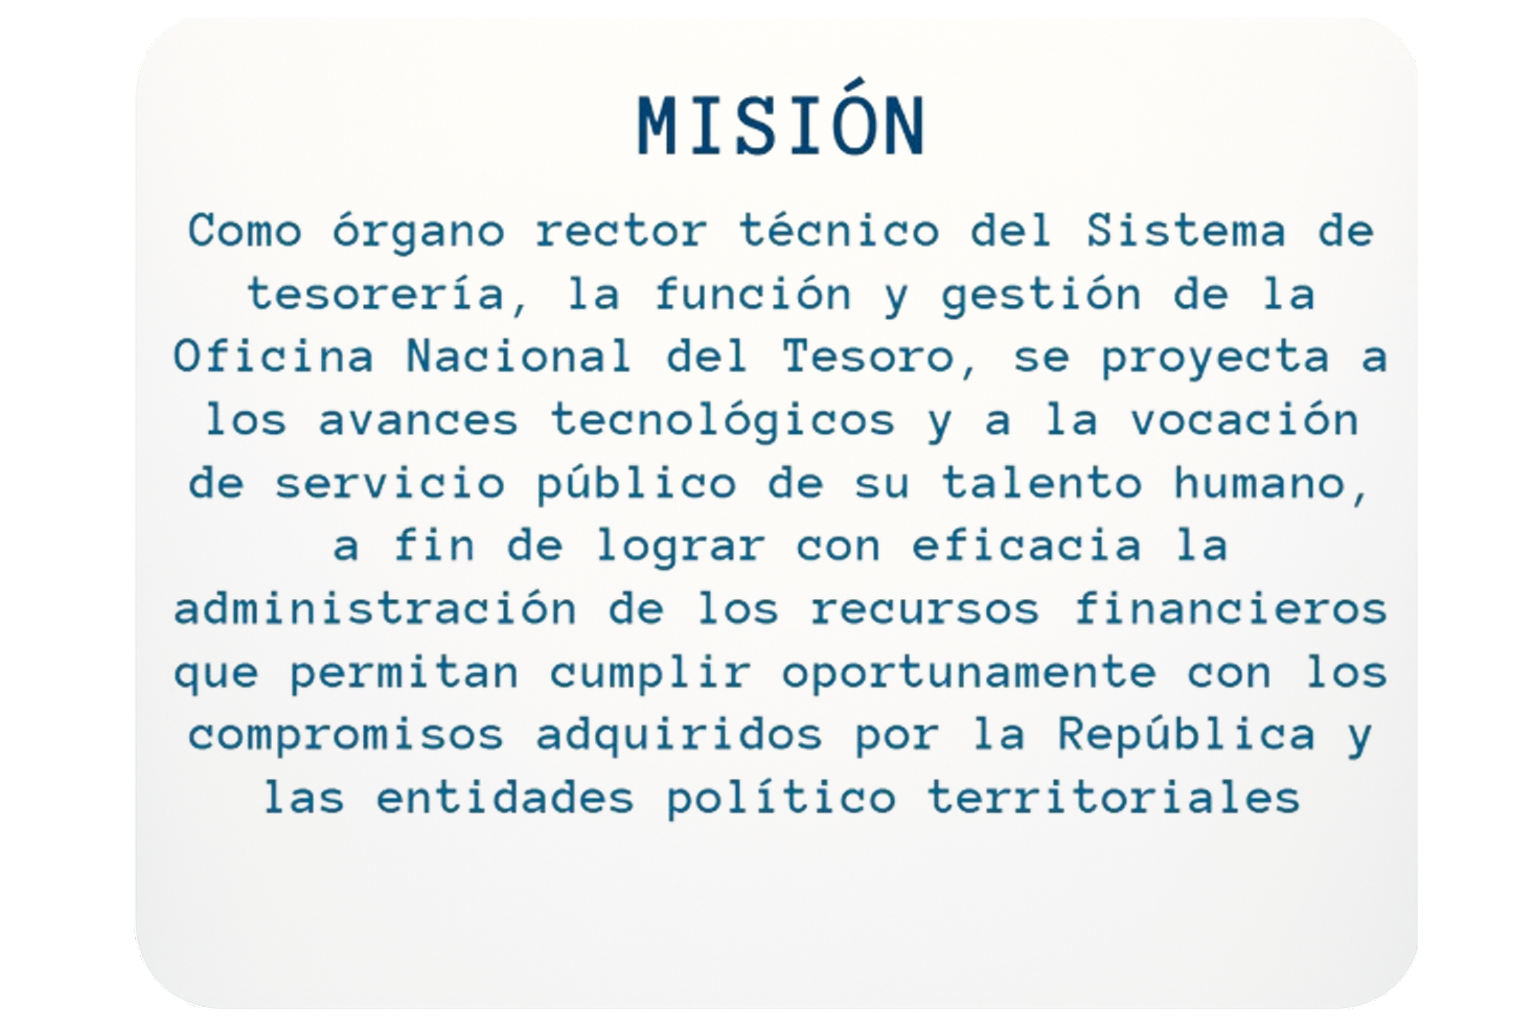 MISIÓN
Como órgano rector técnico del Sistema de
tesorería, la función y gestión de la
Oficina Nacional del Tesoro, se proyecta a
los avances tecnológicos y a la vocación
de servicio público de su talento humano,
a fin de lograr con eficacia la
administración de los recursos financieros
que permitan cumplir oportunamente con los
compromisos adquiridos por la República y
las entidades político territoriales